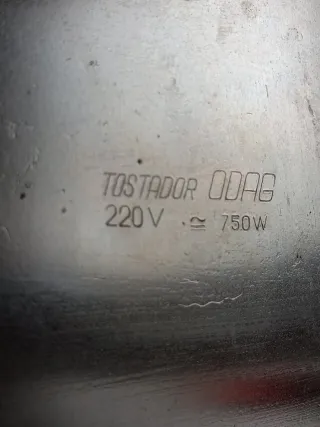 TOSTADOR ODAG
220V ≅ 750W